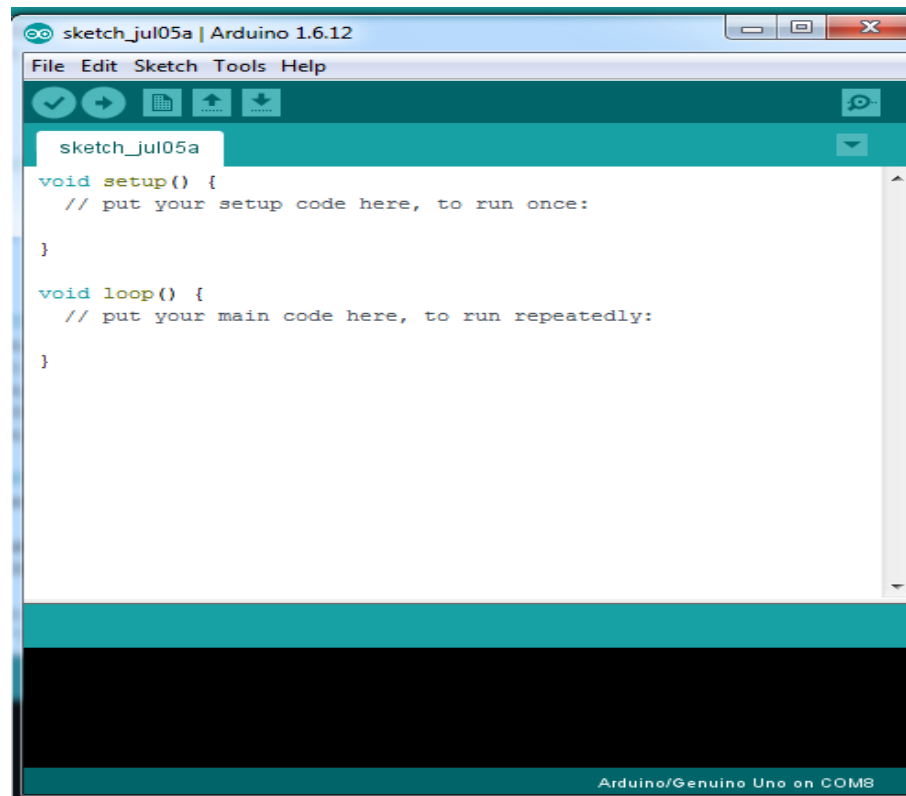 sketch_jul05a | Arduino 1.6.12
File Edit Sketch Tools Help
sketch_jul05a
void setup() {
  // put your setup code here, to run once:

}

void loop() {
  // put your main code here, to run repeatedly:

}
Arduino/Genuino Uno on COM8